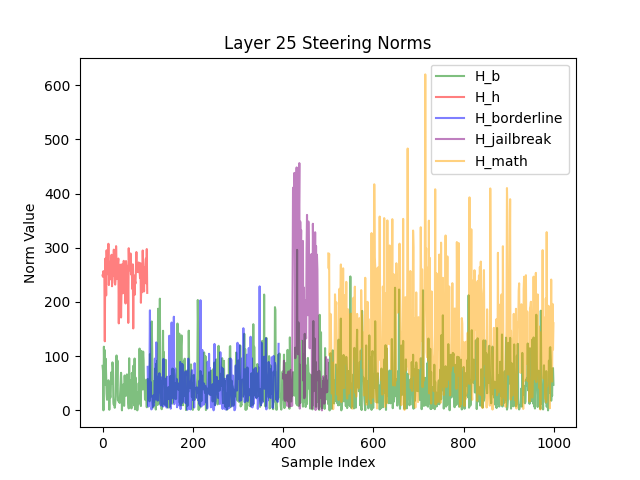 Layer 25 Steering Norms
Norm Value
600
500
400
300
200
100
0
H_b
H_h
H_borderline
H_jailbreak
H_math
0 200 400 600 800 1000
Sample Index